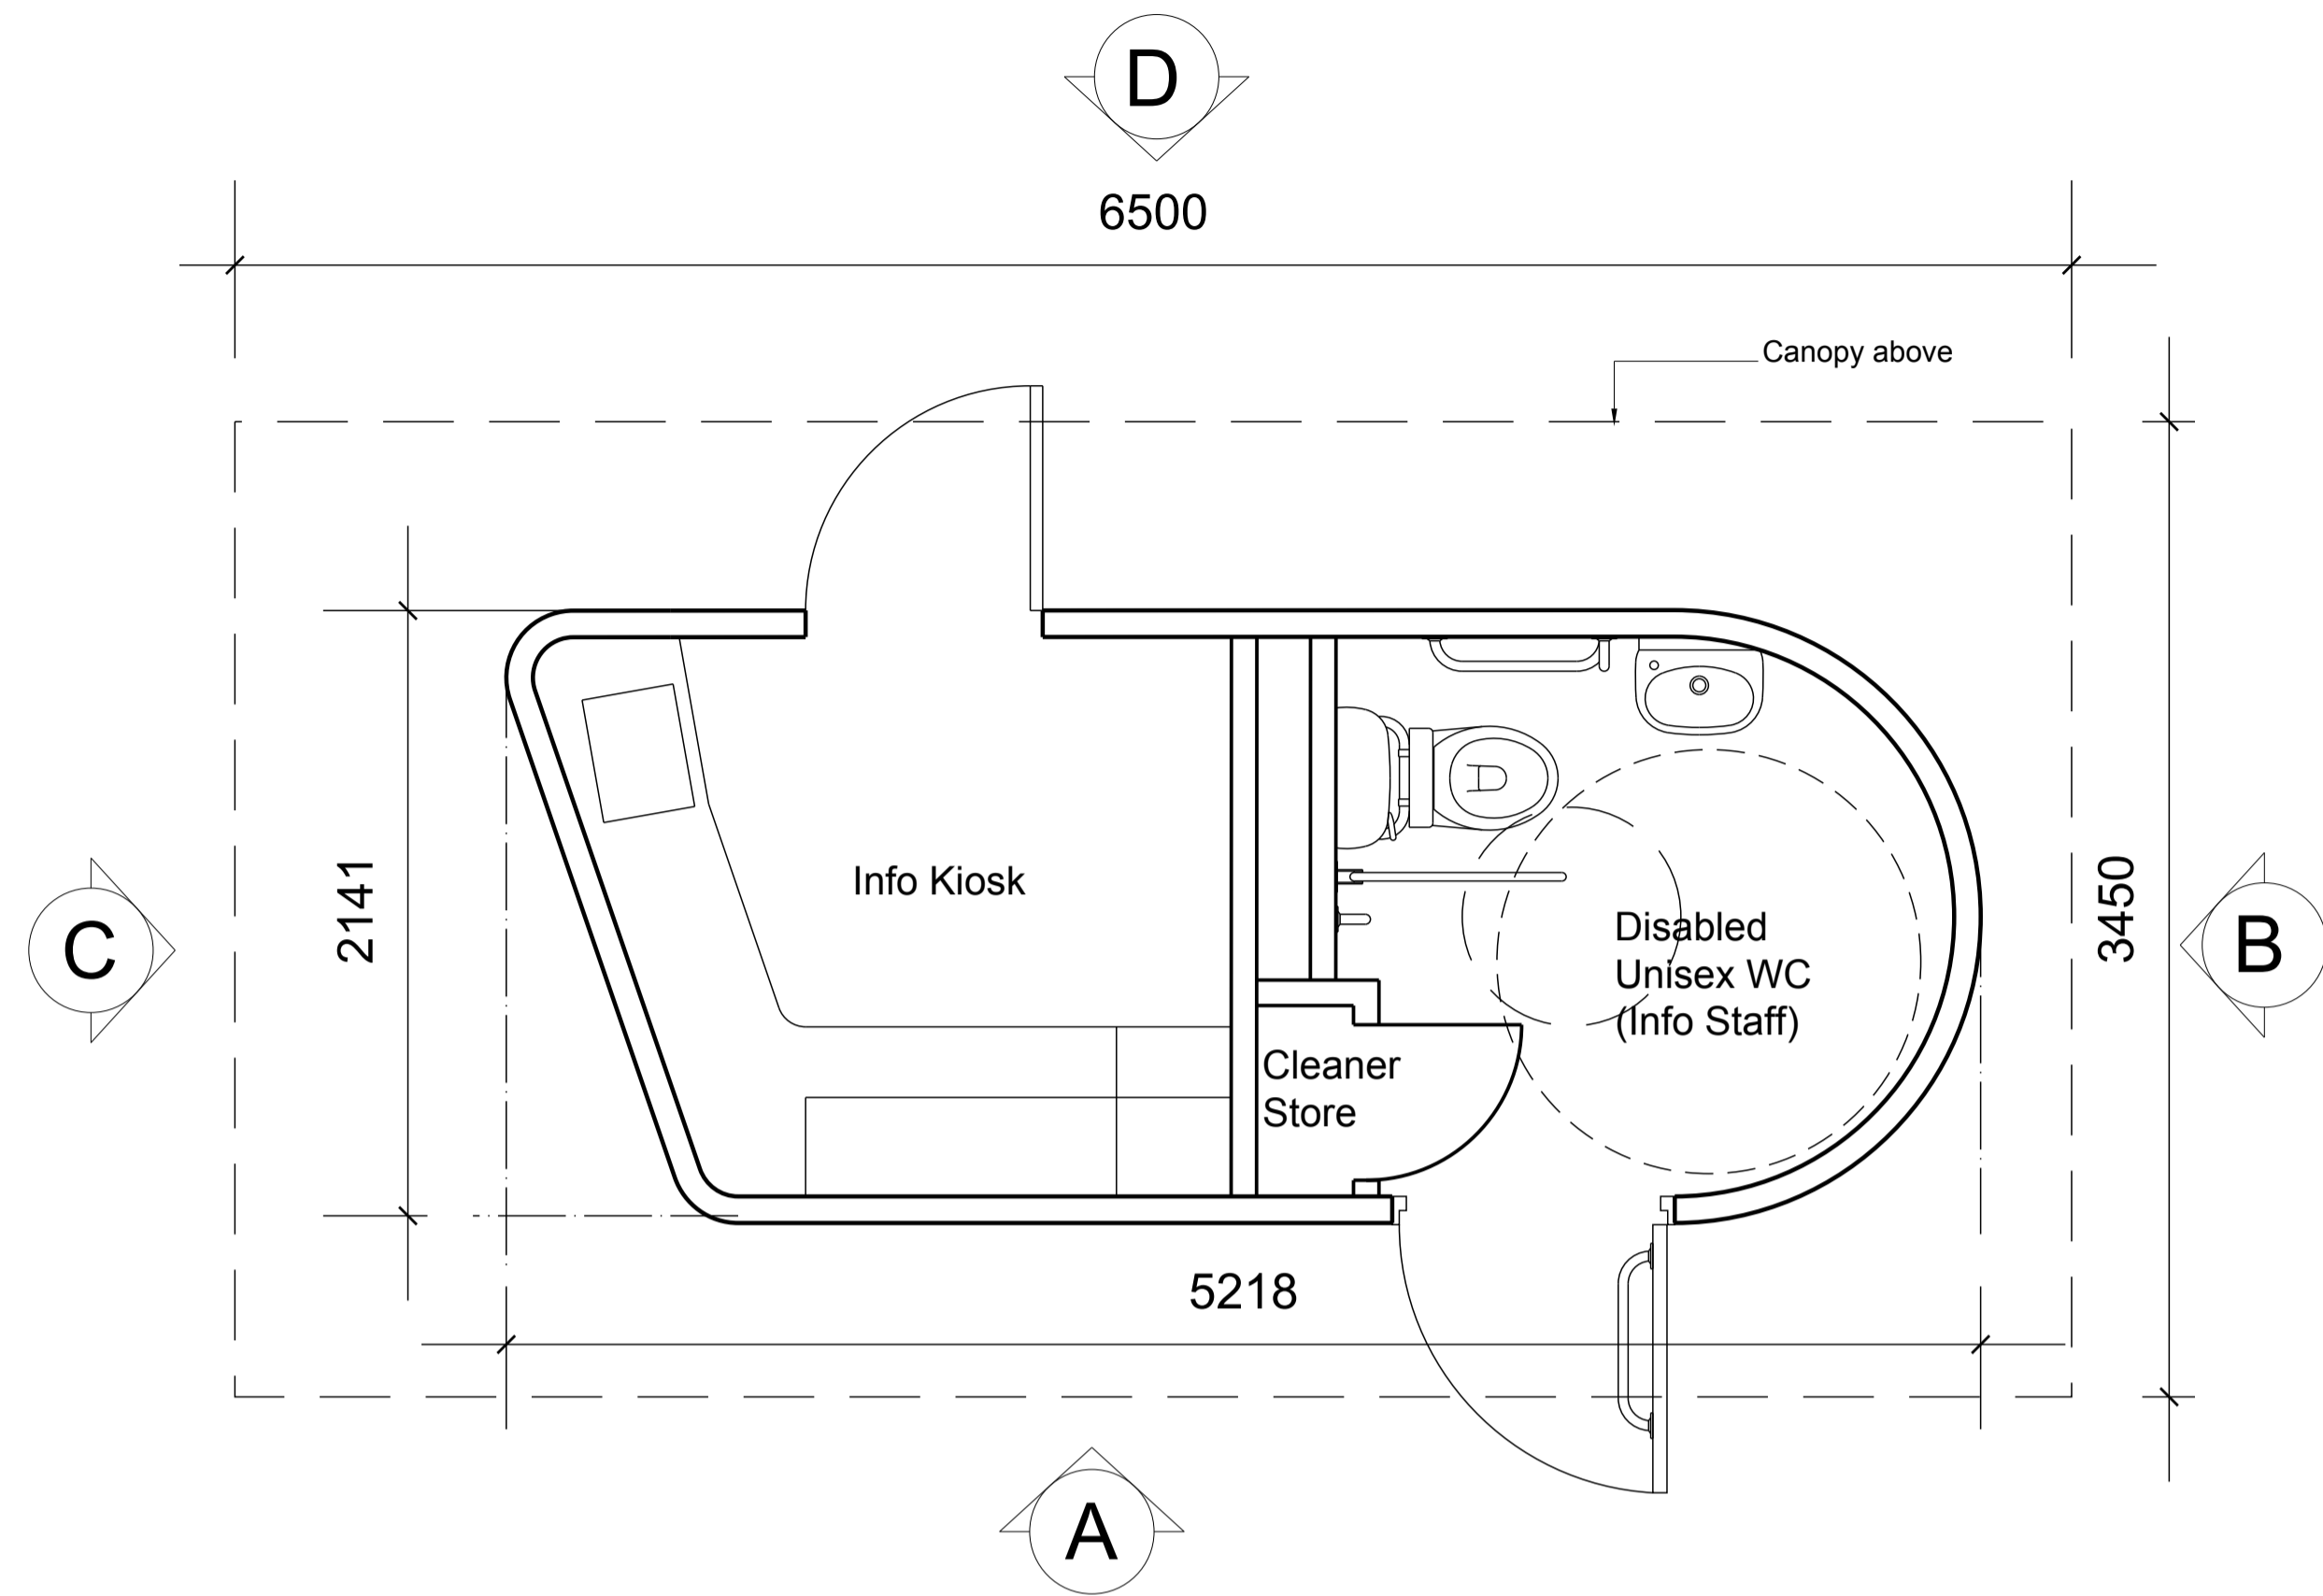 D
6500
Canopy above
2141
C
Info Kiosk
Disabled
Unisex WC
(Info Staff)
3450
B
Cleaner
Store
5218
A